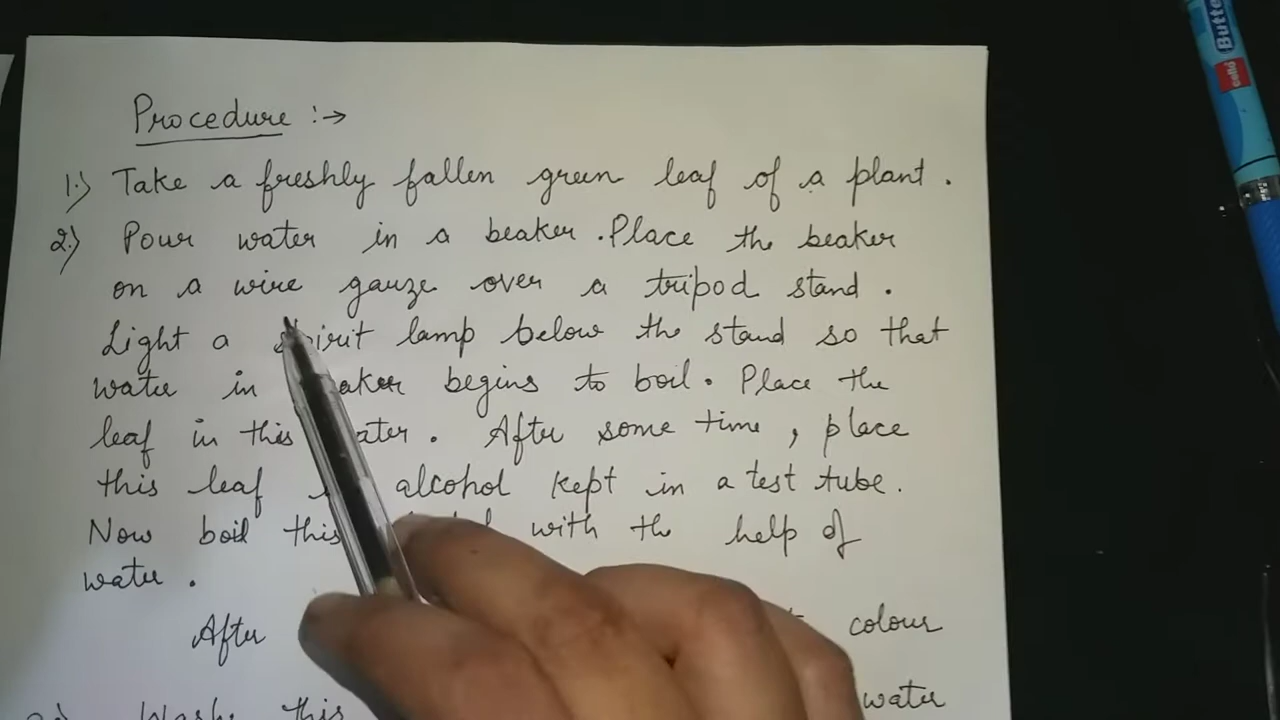 Procedure :→
1.) Take a freshly fallen green leaf of a plant.
2.) Pour water in a beaker. Place the beaker
on a wire gauze over a tripod stand.
Light a spirit lamp below the stand so that
water in beaker begins to boil. Place the
leaf in this water. After some time, place
this leaf alcohol kept in a test tube.
Now boil this with the help of
water.
After colour
this water
Butte
cello